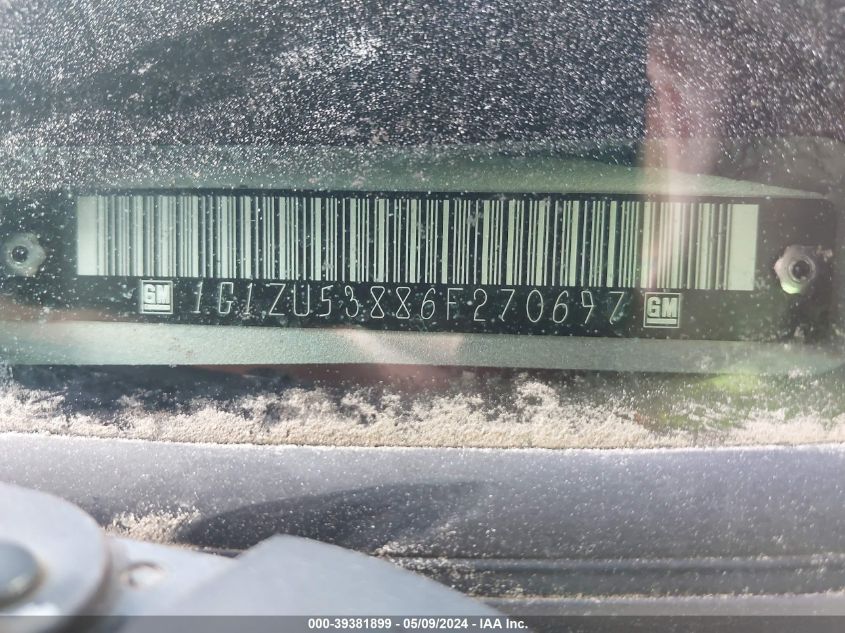 GM 1G1ZU53886F270697 GM
000-39381899 / 05/09/2024 - IAA Inc.